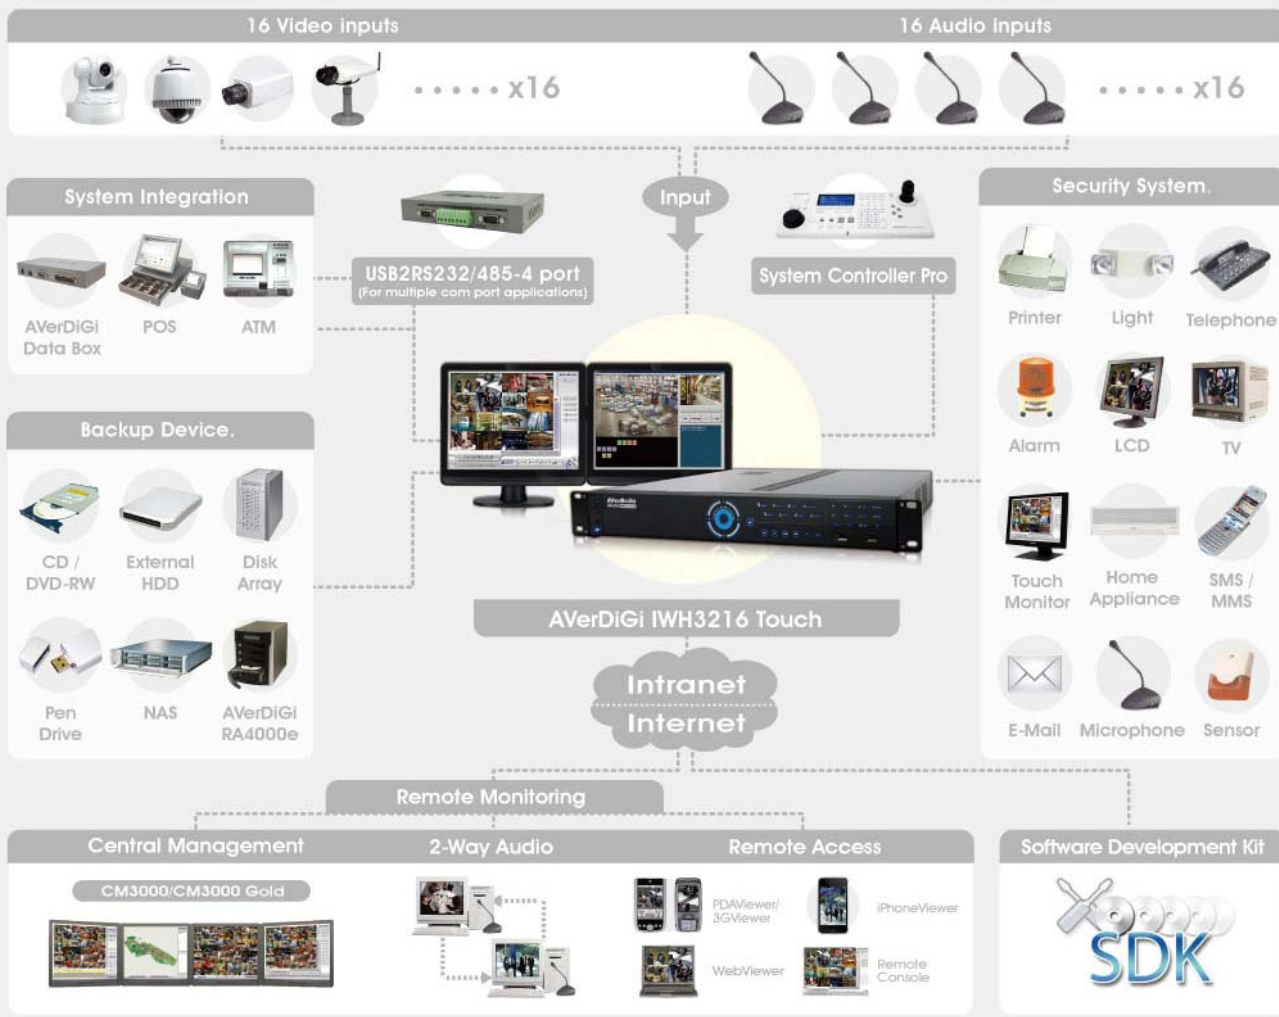 16 Video inputs
16 Audio inputs
..... x16
..... x16
Input
System Integration
AVerDiGi
Data Box
POS
ATM
USB2RS232/485-4 port
(For multiple com port applications)
System Controller Pro
Security System.
Printer
Light
Telephone
Alarm
LCD
TV
Touch
Monitor
Home
Appliance
SMS /
MMS
E-Mail
Microphone
Sensor
Backup Device.
CD /
DVD-RW
External
HDD
Disk
Array
Pen
Drive
NAS
AVerDiGi
RA4000e
AVerMedia
AVerDiGi IWH3216 Touch
Intranet
Internet
Remote Monitoring
Central Management
2-Way Audio
Remote Access
CM3000/CM3000 Gold
PDAViewer/
3GViewer
iPhoneViewer
WebViewer
Remote
Console
Software Development Kit
SDK